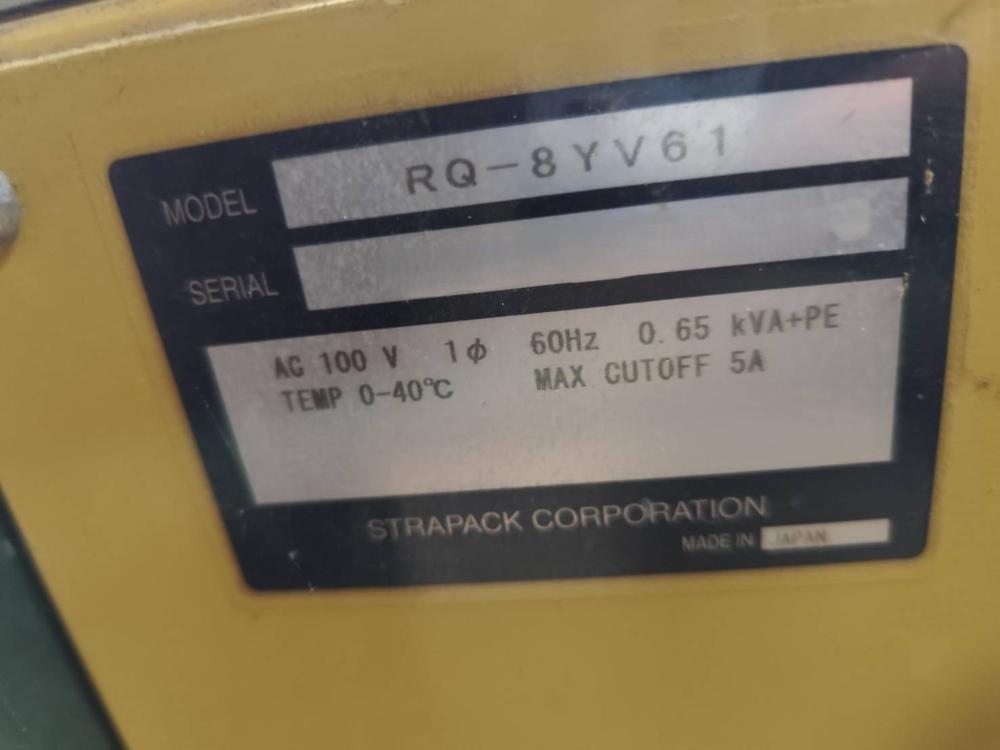 MODEL RQ-8YV61
SERIAL
AC 100 V 1φ 60Hz 0.65 kVA+PE
TEMP 0-40℃ MAX CUTOFF 5A
STRAPACK CORPORATION
MADE IN JAPAN